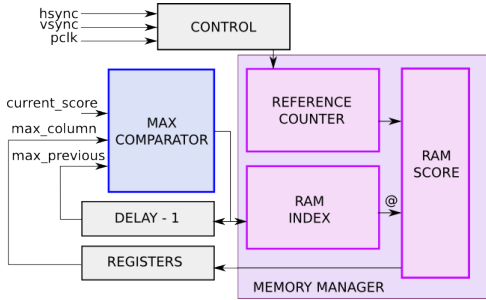 hsync
vsync
pclk
CONTROL
current_score
max_column
max_previous
MAX
COMPARATOR
REFERENCE
COUNTER
RAM
SCORE
@
RAM
INDEX
DELAY - 1
REGISTERS
MEMORY MANAGER